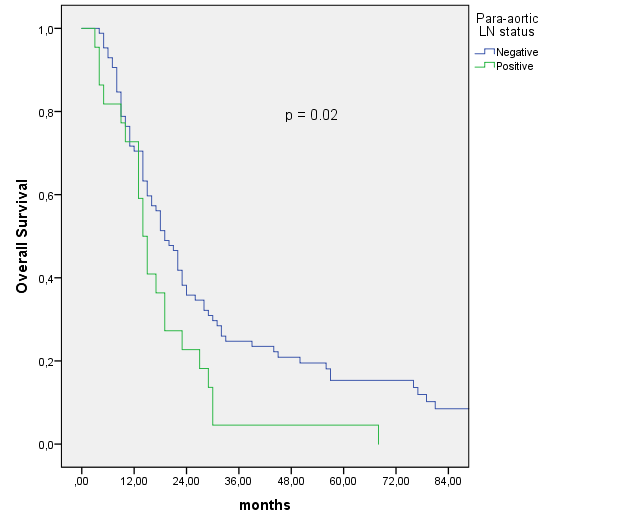 Para-aortic
LN status
Negative
Positive
p = 0.02
Overall Survival
1,0
0,8
0,6
0,4
0,2
0,0
,00 12,00 24,00 36,00 48,00 60,00 72,00 84,00
months